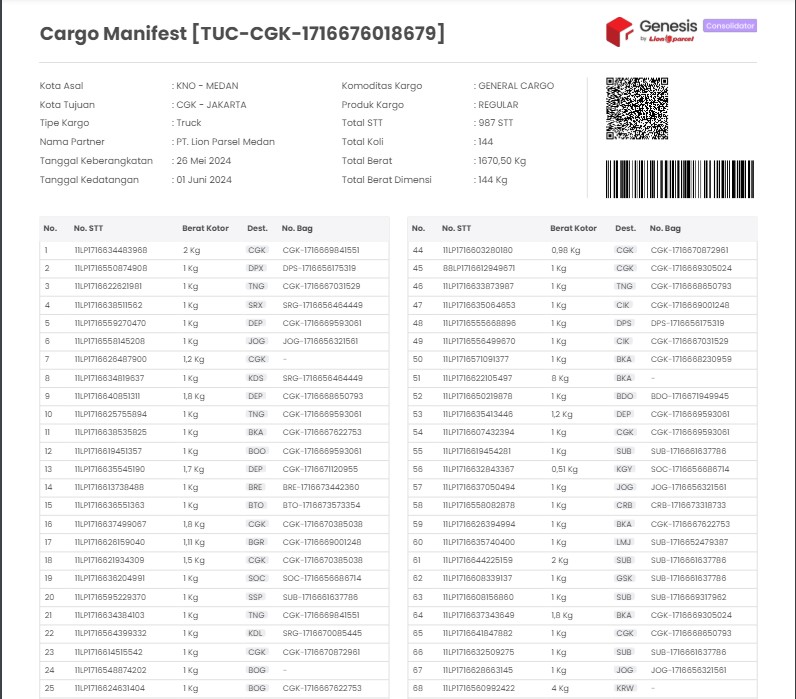 Cargo Manifest [TUC-CGK-1716676018679]
Genesis
by Lion parcel
Consolidator
Kota Asal : KNO - MEDAN
Kota Tujuan : CGK - JAKARTA
Tipe Kargo : Truck
Nama Partner : PT. Lion Parsel Medan
Tanggal Keberangkatan : 26 Mei 2024
Tanggal Kedatangan : 01 Juni 2024
Komoditas Kargo : GENERAL CARGO
Produk Kargo : REGULAR
Total STT : 987 STT
Total Koli : 144
Total Berat : 1670,50 Kg
Total Berat Dimensi : 144 Kg
No. No. STT Berat Kotor Dest. No. Bag
1 11LP1716634483968 2 Kg CGK CGK-1716669841551
2 11LP1716550874908 1 Kg DPX DPS-1716656175319
3 11LP1716622621981 1 Kg TNG CGK-1716667031529
4 11LP1716638511562 1 Kg SRX SRG-1716656464449
5 11LP1716559270470 1 Kg DEP CGK-1716669593061
6 11LP1716558145208 1 Kg JOG JOG-1716656321561
7 11LP1716626487900 1,2 Kg CGK -
8 11LP1716634819637 1 Kg KDS SRG-1716656464449
9 11LP1716640851311 1,8 Kg DEP CGK-1716668650793
10 11LP1716625755894 1 Kg TNG CGK-1716669593061
11 11LP1716638535825 1 Kg BKA CGK-1716667622753
12 11LP1716619451357 1 Kg BOO CGK-1716669593061
13 11LP1716635545190 1,7 Kg DEP CGK-1716671120955
14 11LP1716613738488 1 Kg BRE BRE-1716673442360
15 11LP1716636551363 1 Kg BTO BTO-1716673573354
16 11LP1716637499067 1,8 Kg CGK CGK-1716670385038
17 11LP1716626159040 1,11 Kg BGR CGK-1716669001248
18 11LP1716621934309 1,5 Kg CGK CGK-1716670385038
19 11LP1716636204991 1 Kg SOC SOC-1716656686714
20 11LP1716595229370 1 Kg SSP SUB-1716661637786
21 11LP1716634384103 1 Kg TNG CGK-1716669841551
22 11LP1716564399332 1 Kg KDL SRG-1716670085445
23 11LP1716614515542 1 Kg CGK CGK-1716670872961
24 11LP1716548874202 1 Kg BOG -
25 11LP1716624631404 1 Kg BOG CGK-1716667622753
No. No. STT Berat Kotor Dest. No. Bag
44 11LP1716603280180 0,98 Kg CGK CGK-1716670872961
45 88LP1716612949671 1 Kg CGK CGK-1716669305024
46 11LP1716633873987 1 Kg TNG CGK-1716668650793
47 11LP1716635064653 1 Kg CIK CGK-1716669001248
48 11LP1716555668896 1 Kg DPS DPS-1716656175319
49 11LP1716556499670 1 Kg CIK CGK-1716667031529
50 11LP1716571091377 1 Kg BKA CGK-1716668230959
51 11LP1716622105497 8 Kg BKA -
52 11LP1716650219878 1 Kg BDO BDO-1716671949945
53 11LP1716635413446 1,2 Kg DEP CGK-1716669593061
54 11LP1716607432394 1 Kg CGK CGK-1716669593061
55 11LP1716619454281 1 Kg SUB SUB-1716661637786
56 11LP1716632843367 0,51 Kg KGY SOC-1716656686714
57 11LP1716637050494 1 Kg JOG JOG-1716656321561
58 11LP1716558082878 1 Kg CRB CRB-1716673318733
59 11LP1716626394994 1 Kg BKA CGK-1716667622753
60 11LP1716635740400 1 Kg LMJ SUB-1716652479387
61 11LP1716644225159 2 Kg SUB SUB-1716661637786
62 11LP1716608339137 1 Kg GSK SUB-1716661637786
63 11LP1716608156860 1 Kg SUB SUB-1716669317962
64 11LP1716637343649 1,8 Kg BKA CGK-1716669305024
65 11LP1716641847882 1 Kg CGK CGK-1716668650793
66 11LP1716632509275 1 Kg SUB SUB-1716661637786
67 11LP1716628663145 1 Kg JOG JOG-1716656321561
68 11LP1716560992422 4 Kg KRW -